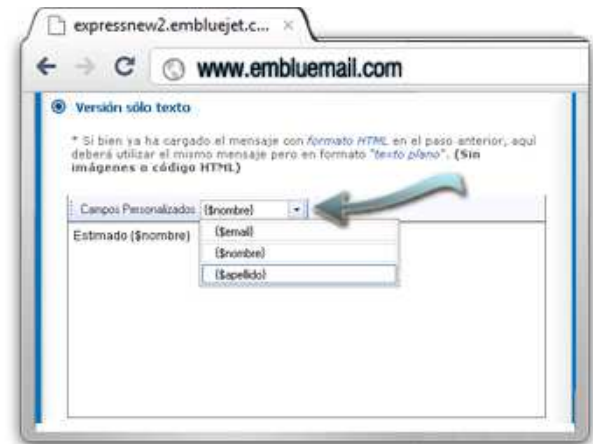 expressnew2.embluejet.c... ×
www.embluemail.com
Versión sólo texto
* Si bien ya ha cargado el mensaje con formato HTML en el paso anterior, aquí
deberá utilizar el mismo mensaje pero en formato "texto plano". (Sin
imágenes o código HTML)
Campos Personalizados {$nombre}
Estimado {$nombre}
{$email}
{$nombre}
{$apellido}